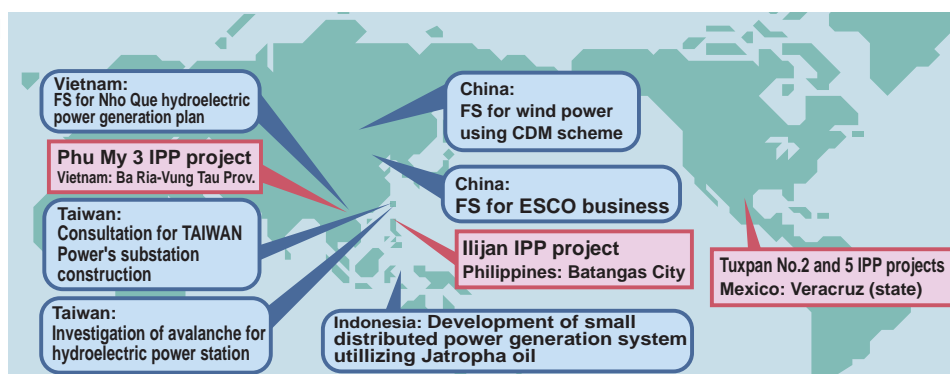 Vietnam:
FS for Nho Que hydroelectric
power generation plan
Phu My 3 IPP project
Vietnam: Ba Ria-Vung Tau Prov.
Taiwan:
Consultation for TAIWAN
Power's substation
construction
Taiwan:
Investigation of avalanche for
hydroelectric power station
China:
FS for wind power
using CDM scheme
China:
FS for ESCO business
Ilijan IPP project
Philippines: Batangas City
Indonesia: Development of small
distributed power generation system
utillizing Jatropha oil
Tuxpan No.2 and 5 IPP projects
Mexico: Veracruz (state)